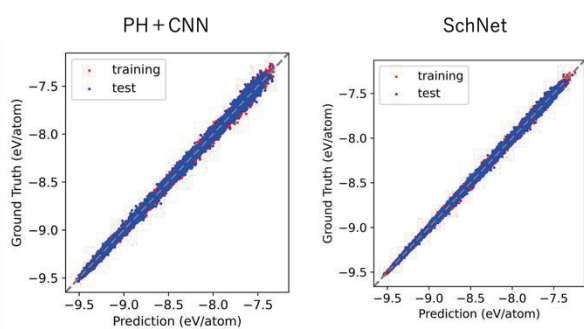 PH+CNN
SchNet
training
test
Ground Truth (eV/atom)
−7.5
−8.0
−8.5
−9.0
−9.5
−9.5 −9.0 −8.5 −8.0 −7.5
Prediction (eV/atom)
training
test
Ground Truth (eV/atom)
−7.5
−8.0
−8.5
−9.0
−9.5
−9.5 −9.0 −8.5 −8.0 −7.5
Prediction (eV/atom)